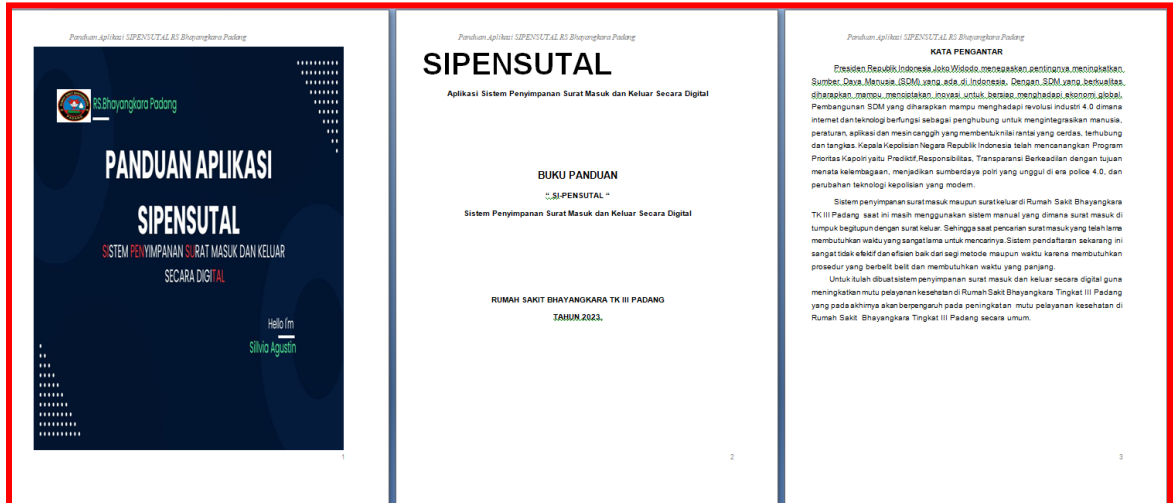 Panduan Aplikasi SIPENSUTAL RS Bhayangkara Padang
RS.Bhayangkara Padang
PANDUAN APLIKASI
SIPENSUTAL
SISTEM PENYIMPANAN SURAT MASUK DAN KELUAR
SECARA DIGITAL
Hello I'm
Sillvia Agustin
1
Panduan Aplikasi SIPENSUTAL RS Bhayangkara Padang
SIPENSUTAL
Aplikasi Sistem Penyimpanan Surat Masuk dan Keluar Secara Digital
BUKU PANDUAN
“ SI-PENSUTAL “
Sistem Penyimpanan Surat Masuk dan Keluar Secara Digital
RUMAH SAKIT BHAYANGKARA TK III PADANG
TAHUN 2023,
2
Panduan Aplikasi SIPENSUTAL RS Bhayangkara Padang
KATA PENGANTAR
Presiden Republik Indonesia Joko Widodo menegaskan pentingnya meningkatkan
Sumber Daya Manusia (SDM) yang ada di Indonesia. Dengan SDM yang berkualitas
diharapkan mampu menciptakan inovasi untuk bersiap menghadapi ekonomi global.
Pembangunan SDM yang diharapkan mampu menghadapi revolusi industri 4.0 dimana
internet dan teknologi berfungsi sebagai penghubung untuk mengintegrasikan manusia,
peraturan, aplikasi dan mesin canggih yang membentuk nilai rantai yang cerdas, terhubung
dan tangkas. Kepala Kepolisian Negara Republik Indonesia telah mencanangkan Program
Prioritas Kapolri yaitu Prediktif,Responsibilitas, Transparansi Berkeadilan dengan tujuan
menata kelembagaan, menjadikan sumberdaya polri yang unggul di era police 4.0, dan
perubahan teknologi kepolisian yang modern.
Sistem penyimpanan surat masuk maupun surat keluar di Rumah Sakit Bhayangkara
TK III Padang saat ini masih menggunakan sistem manual yang dimana surat masuk di
tumpuk begitupun dengan surat keluar. Sehingga saat pencarian surat masuk yang telah lama
membutuhkan waktu yang sangat lama untuk mencarinya.Sistem pendaftaran sekarang ini
sangat tidak efektif dan efisien baik dari segi metode maupun waktu karena membutuhkan
prosedur yang berbelit belit dan membutuhkan waktu yang panjang.
Untuk itulah dibuat sistem penyimpanan surat masuk dan keluar secara digital guna
meningkatkan mutu pelayanan kesehatan di Rumah Sakit Bhayangkara Tingkat III Padang
yang pada akhirnya akan berpengaruh pada peningkatan mutu pelayanan kesehatan di
Rumah Sakit Bhayangkara Tingkat III Padang secara umum.
3